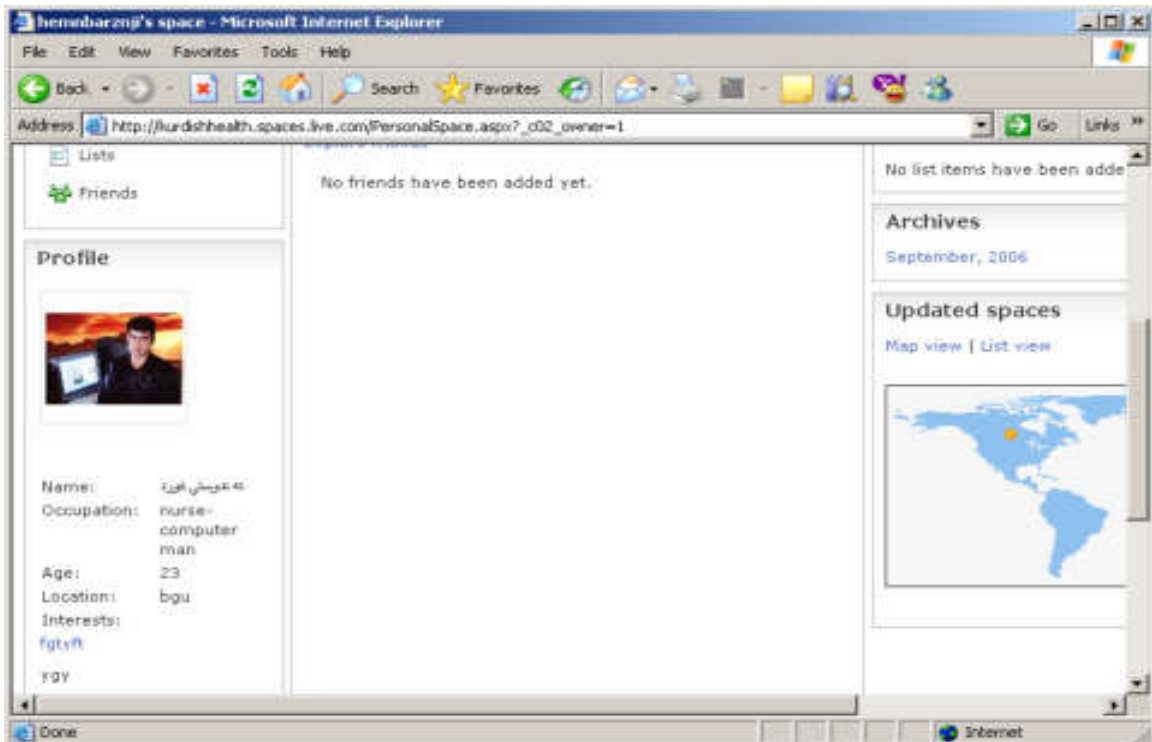 hemnbarznji's space - Microsoft Internet Explorer
File Edit View Favorites Tools Help
Back Search Favorites
Address http://kurdishhealth.spaces.live.com/PersonalSpace.aspx?_c02_owner=1 Go Links »
Lists
Friends
No friends have been added yet.
Profile
Name:
Occupation: nurse-
computer
man
Age: 23
Location: bgu
Interests:
fgtyft
ygy
No list items have been adde
Archives
September, 2006
Updated spaces
Map view | List view
Done Internet